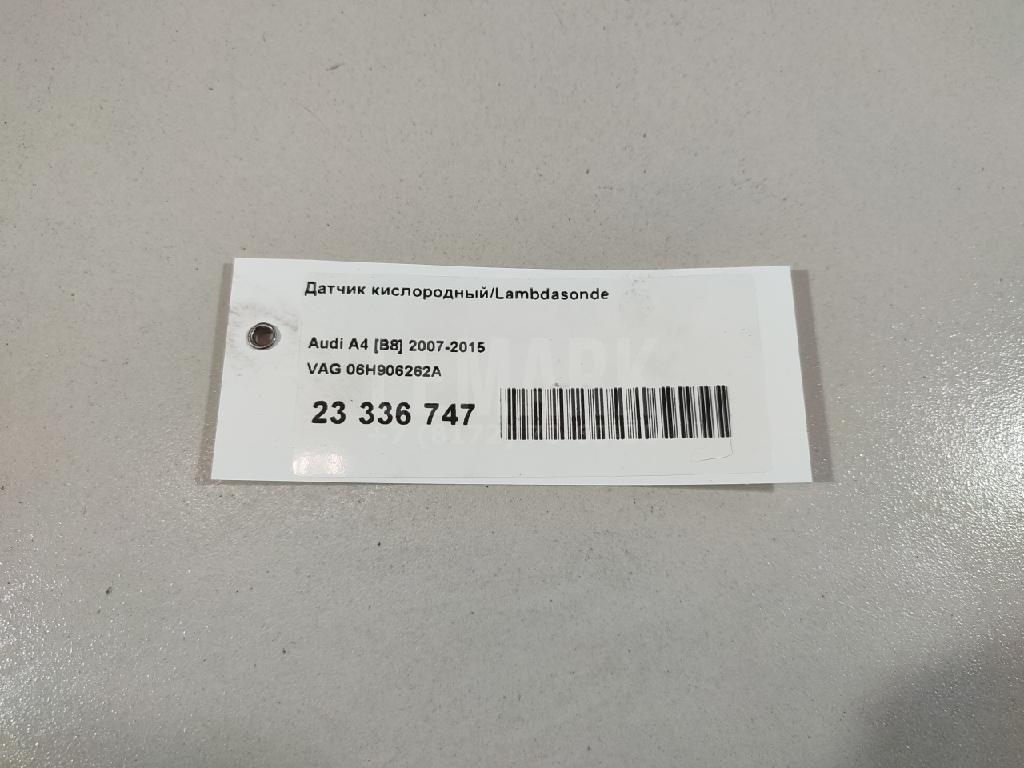 Датчик кислородный/Lambdasonde
Audi A4 [B8] 2007-2015
VAG 06H906262A
23 336 747